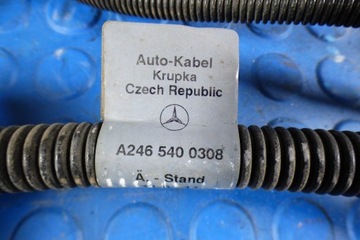 Auto-Kabel
Krupka
Czech Republic
A246 540 0308
Ä. - Stand